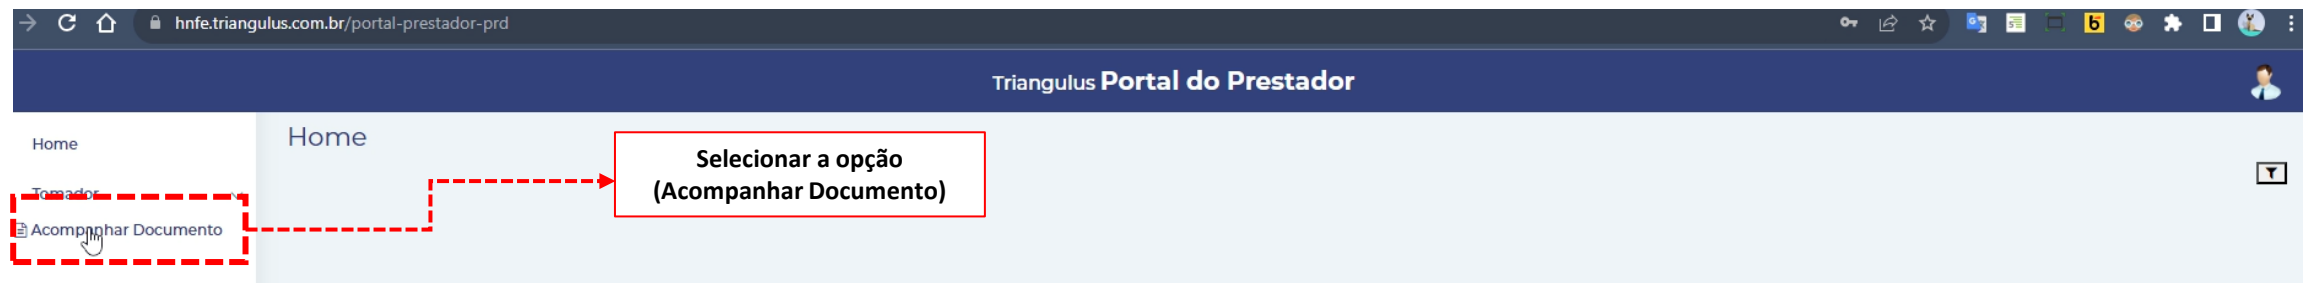 hnfe.triangulus.com.br/portal-prestador-prd
Triangulus Portal do Prestador
Home
Home
Selecionar a opção
(Acompanhar Documento)
Tomador
Acompanhar Documento